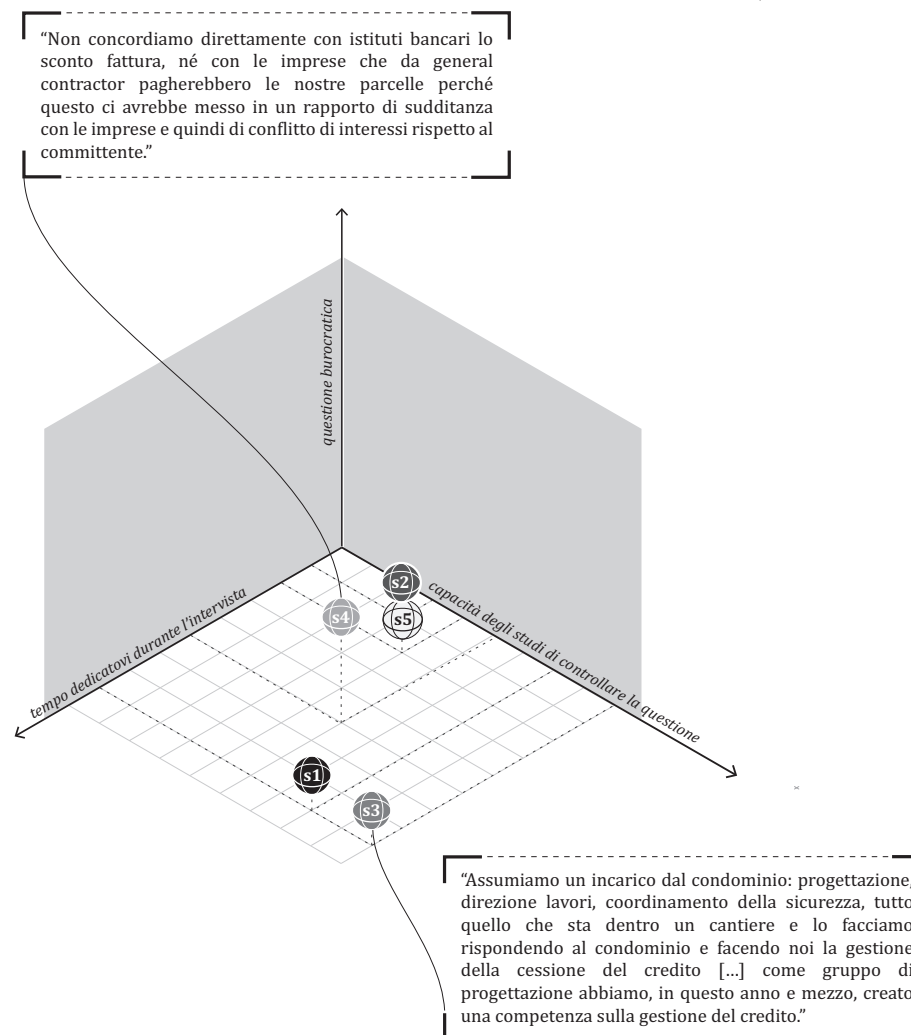 “Non concordiamo direttamente con istituti bancari lo
sconto fattura, né con le imprese che da general
contractor pagherebbero le nostre parcelle perché
questo ci avrebbe messo in un rapporto di sudditanza
con le imprese e quindi di conflitto di interessi rispetto al
committente.”
questione burocratica
s2
capacità degli studi di controllare la questione
tempo dedicatovi durante l’intervista
s4
s5
s1
s3
“Assumiamo un incarico dal condominio: progettazione,
direzione lavori, coordinamento della sicurezza, tutto
quello che sta dentro un cantiere e lo facciamo
rispondendo al condominio e facendo noi la gestione
della cessione del credito [...] come gruppo di
progettazione abbiamo, in questo anno e mezzo, creato
una competenza sulla gestione del credito.”